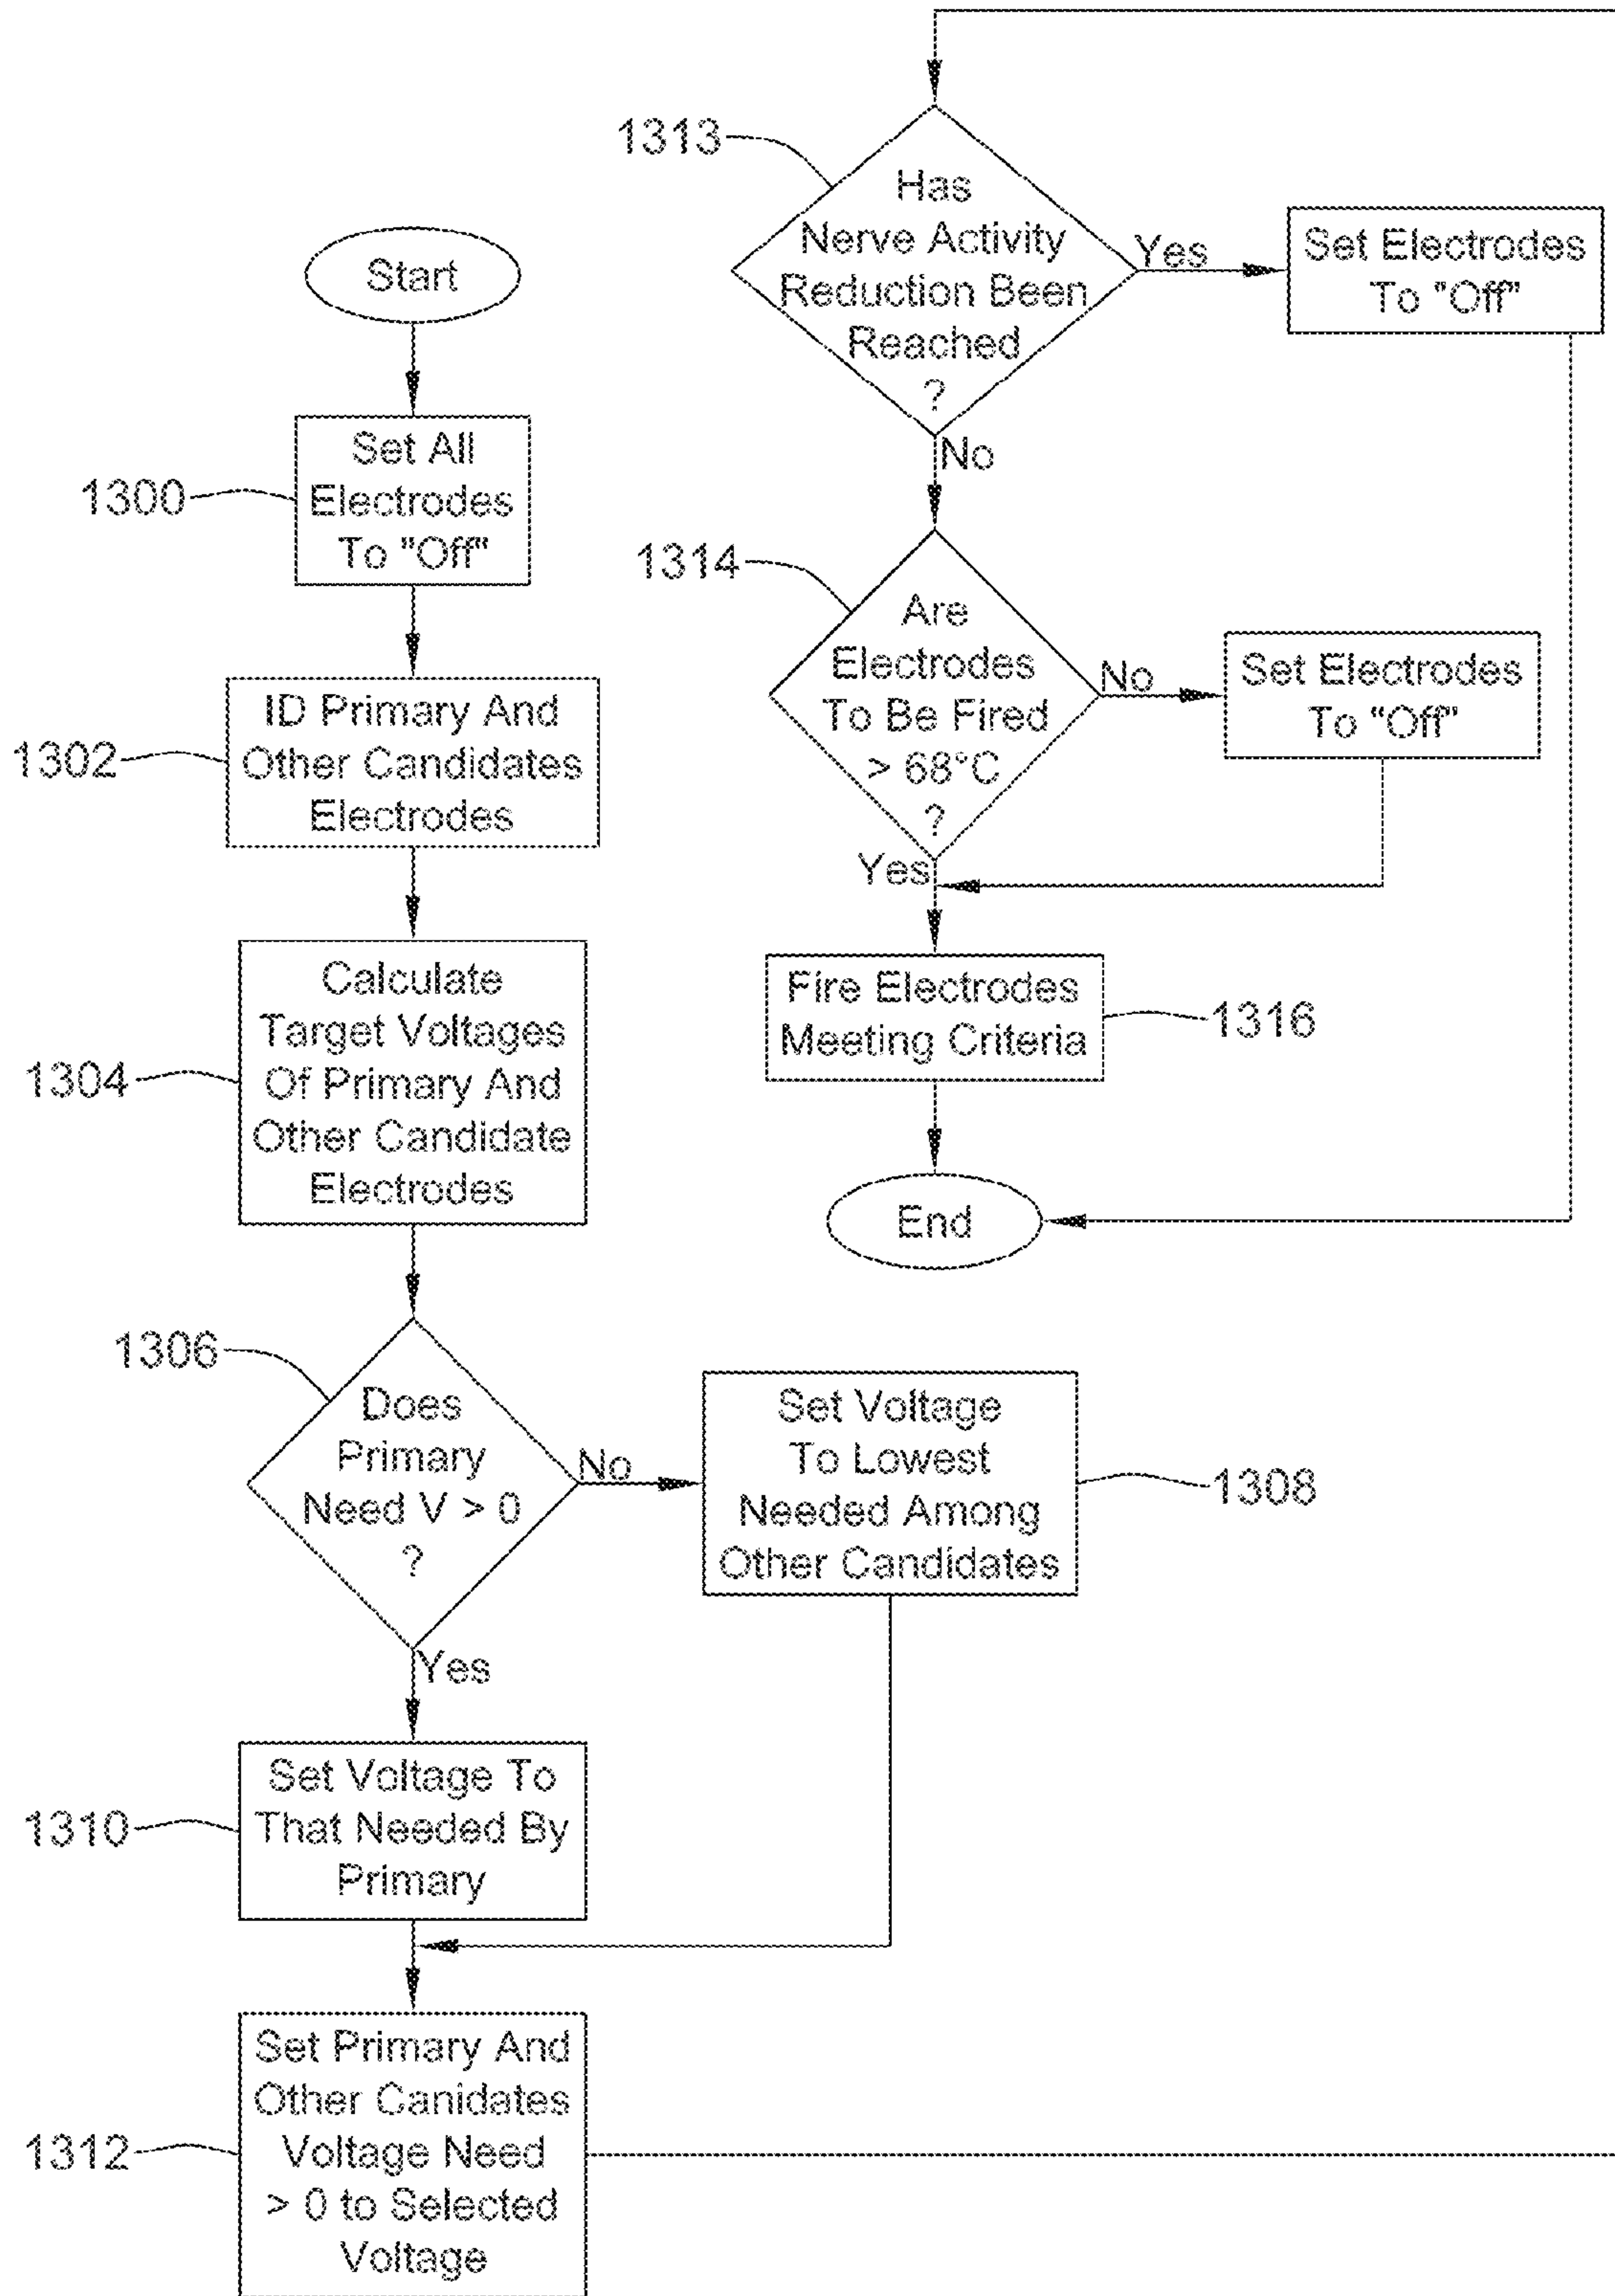 Start
1300
Set All
Electrodes
To "Off"
1302
ID Primary And
Other Candidates
Electrodes
1304
Calculate
Target Voltages
Of Primary And
Other Candidate
Electrodes
1306
Does
Primary
Need V > 0
?
No
Set Voltage
To Lowest
Needed Among
Other Candidates
1308
Yes
1310
Set Voltage To
That Needed By
Primary
1312
Set Primary And
Other Canidates
Voltage Need
> 0 to Selected
Voltage
1313
Has
Nerve Activity
Reduction Been
Reached
?
Yes
Set Electrodes
To "Off"
No
1314
Are
Electrodes
To Be Fired
> 68°C
?
No
Set Electrodes
To "Off"
Yes
Fire Electrodes
Meeting Criteria
1316
End